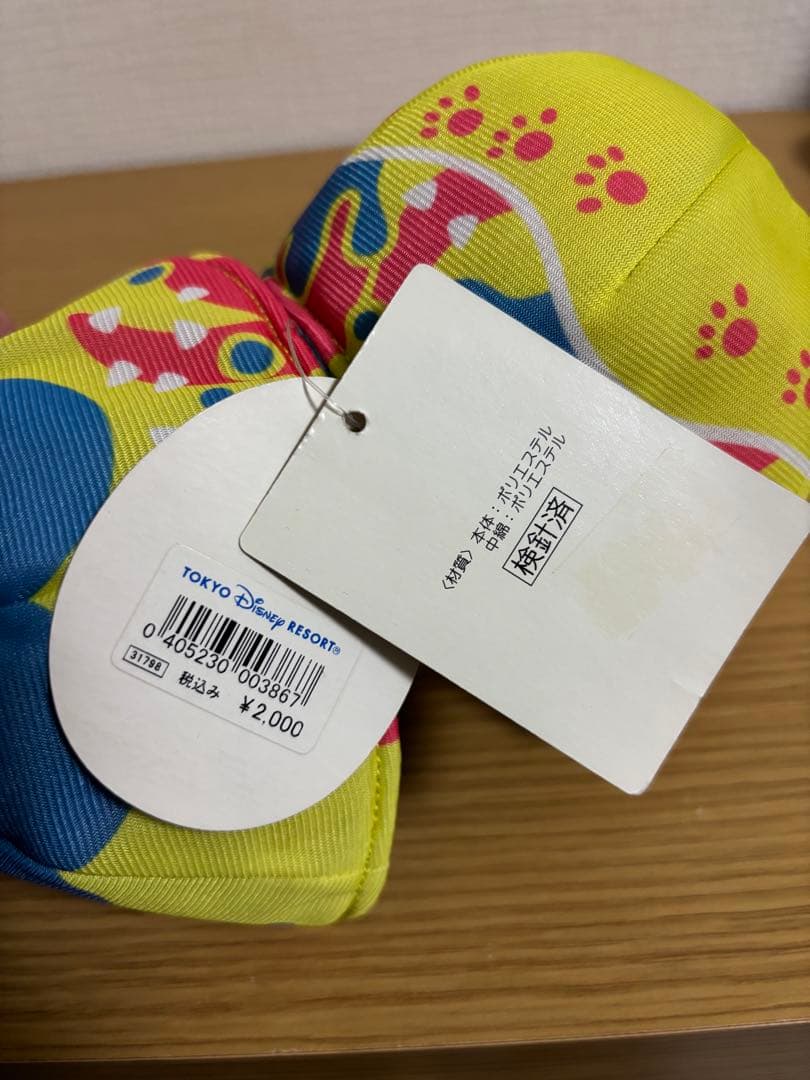 〈材質〉本体：ポリエステル
中綿：ポリエステル
検針済
TOKYO Disney RESORT®
0 405230 003867
31798
税込み
¥2,000